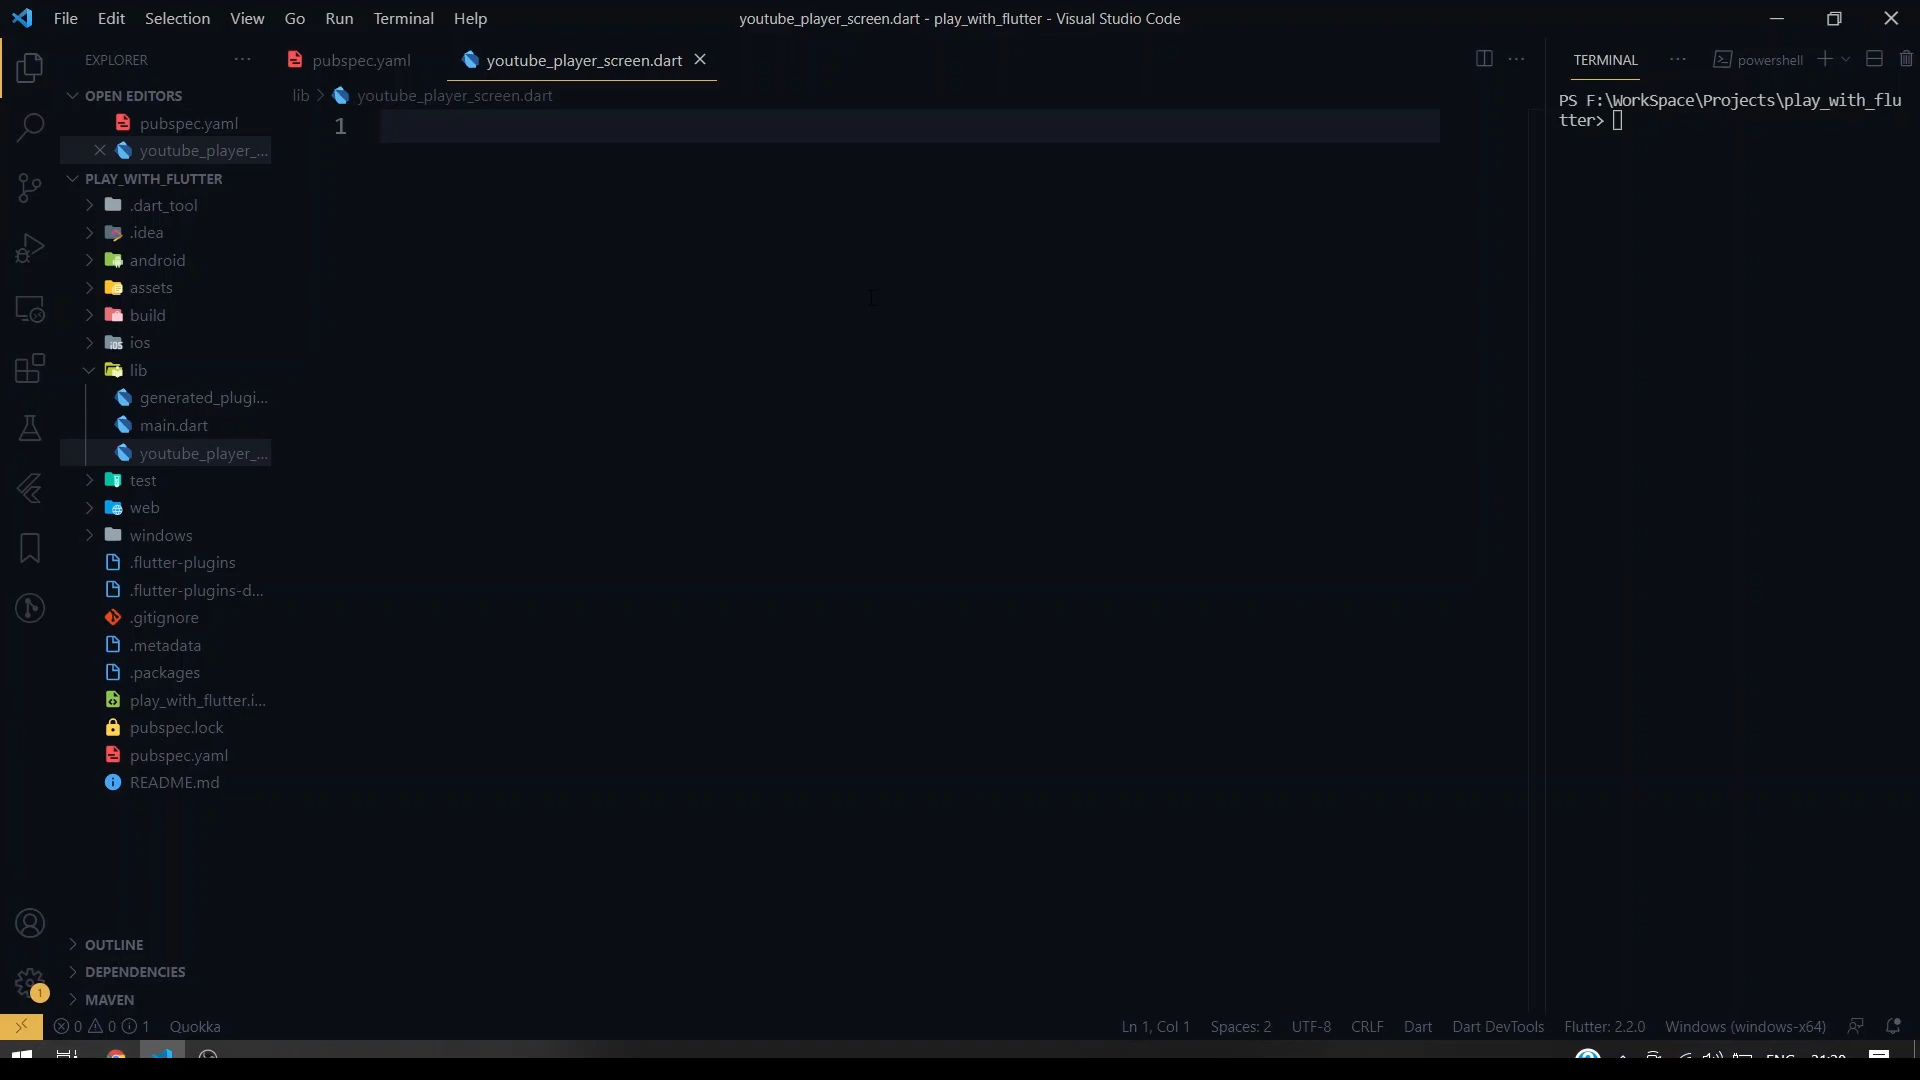 File Edit Selection View Go Run Terminal Help
youtube_player_screen.dart - play_with_flutter - Visual Studio Code
EXPLORER
OPEN EDITORS
pubspec.yaml
youtube_player_...
PLAY_WITH_FLUTTER
.dart_tool
.idea
android
assets
build
ios
lib
generated_plugi...
main.dart
youtube_player_...
test
web
windows
.flutter-plugins
.flutter-plugins-d...
.gitignore
.metadata
.packages
play_with_flutter.i...
pubspec.lock
pubspec.yaml
README.md
OUTLINE
DEPENDENCIES
MAVEN
1
pubspec.yaml youtube_player_screen.dart
lib > youtube_player_screen.dart
1
TERMINAL powershell
PS F:\WorkSpace\Projects\play_with_flu
tter>
0 0 1 Quokka
Ln 1, Col 1 Spaces: 2 UTF-8 CRLF Dart Dart DevTools Flutter: 2.2.0 Windows (windows-x64)